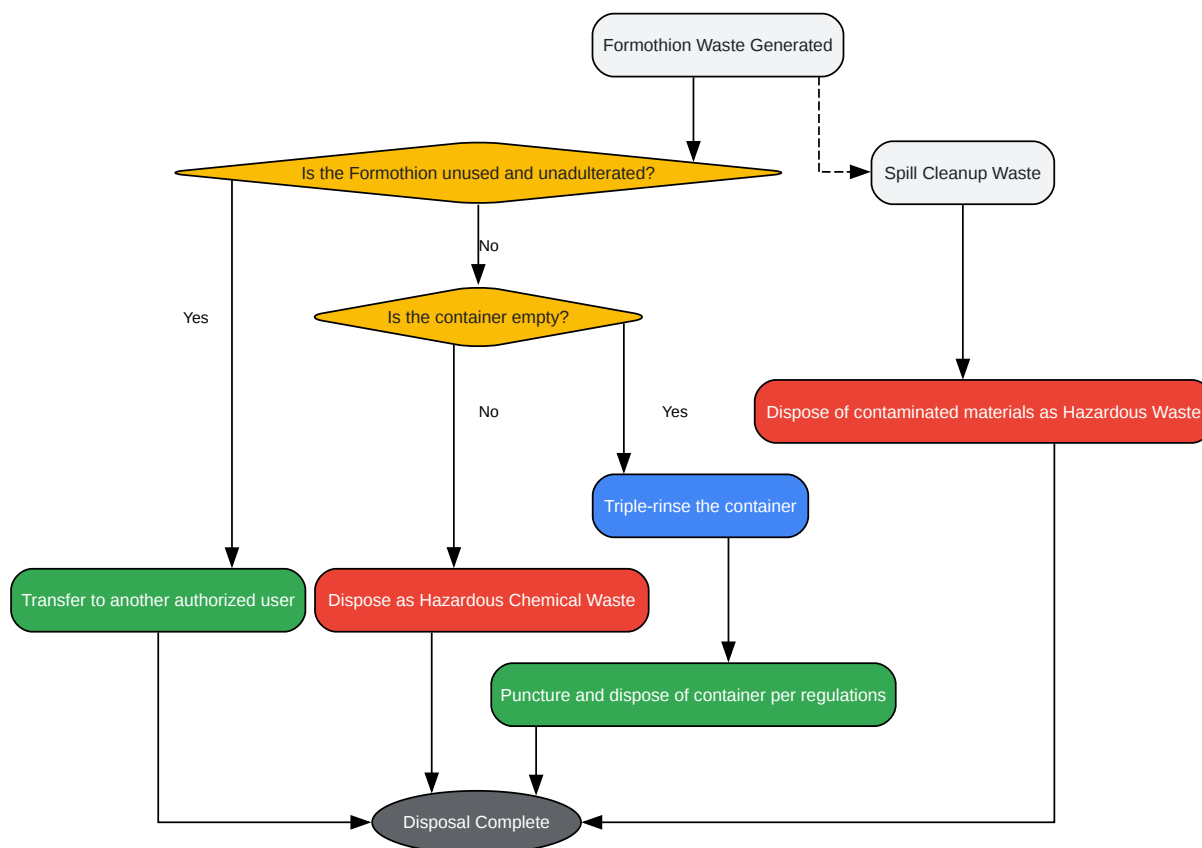 Formothion Waste Generated
Is the Formothion unused and unadulterated?
Spill Cleanup Waste
No
Yes
Is the container empty?
No
Yes
Dispose of contaminated materials as Hazardous Waste
Triple-rinse the container
Transfer to another authorized user
Dispose as Hazardous Chemical Waste
Puncture and dispose of container per regulations
Disposal Complete